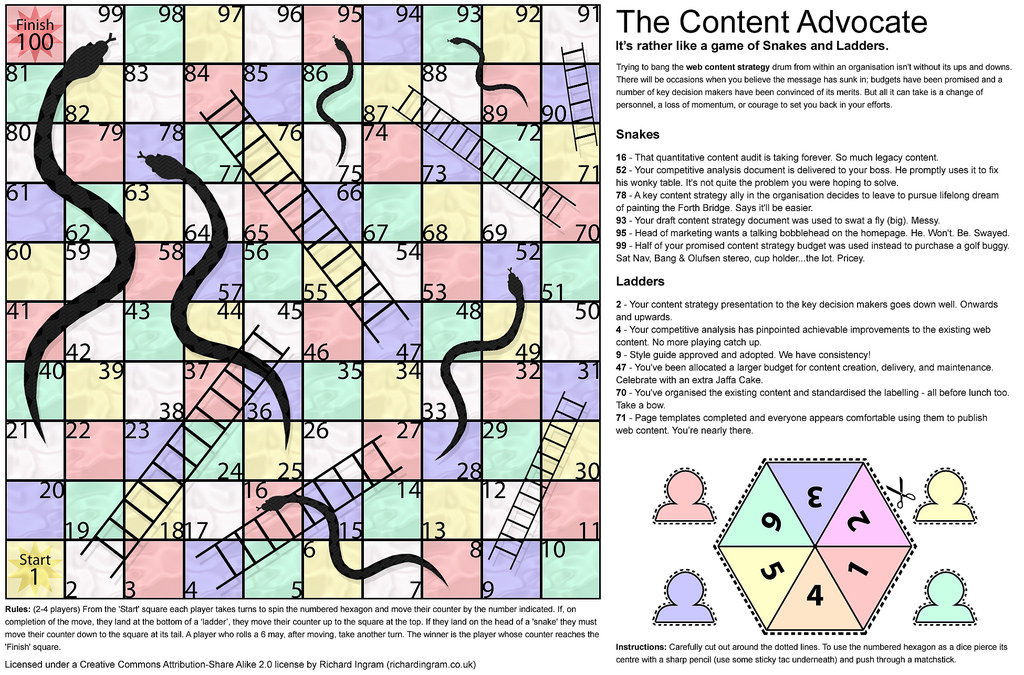 Finish
100 99 98 97 96 95 94 93 92 91
81 82 83 84 85 86 87 88 89 90
80 79 78 77 76 75 74 73 72 71
61 62 63 64 65 66 67 68 69 70
60 59 58 57 56 55 54 53 52 51
41 42 43 44 45 46 47 48 49 50
40 39 38 37 36 35 34 33 32 31
21 22 23 24 25 26 27 28 29 30
20 19 18 17 16 15 14 13 12 11
Start
1 2 3 4 5 6 7 8 9 10
Rules: (2-4 players) From the 'Start' square each player takes turns to spin the numbered hexagon and move their counter by the number indicated. If, on
completion of the move, they land at the bottom of a 'ladder', they move their counter up to the square at the top. If they land on the head of a 'snake' they must
move their counter down to the square at its tail. A player who rolls a 6 may, after moving, take another turn. The winner is the player whose counter reaches the
'Finish' square.
Licensed under a Creative Commons Attribution-Share Alike 2.0 license by Richard Ingram (richardingram.co.uk)
The Content Advocate
It's rather like a game of Snakes and Ladders.
Trying to bang the web content strategy drum from within an organisation isn't without its ups and downs.
There will be occasions when you believe the message has sunk in; budgets have been promised and a
number of key decision makers have been convinced of its merits. But all it can take is a change of
personnel, a loss of momentum, or courage to set you back in your efforts.
Snakes
16 - That quantitative content audit is taking forever. So much legacy content.
52 - Your competitive analysis document is delivered to your boss. He promptly uses it to fix
his wonky table. It's not quite the problem you were hoping to solve.
78 - A key content strategy ally in the organisation decides to leave to pursue lifelong dream
of painting the Forth Bridge. Says it'll be easier.
93 - Your draft content strategy document was used to swat a fly (big). Messy.
95 - Head of marketing wants a talking bobblehead on the homepage. He. Won't. Be. Swayed.
99 - Half of your promised content strategy budget was used instead to purchase a golf buggy.
Sat Nav, Bang & Olufsen stereo, cup holder...the lot. Pricey.
Ladders
2 - Your content strategy presentation to the key decision makers goes down well. Onwards
and upwards.
4 - Your competitive analysis has pinpointed achievable improvements to the existing web
content. No more playing catch up.
9 - Style guide approved and adopted. We have consistency!
47 - You've been allocated a larger budget for content creation, delivery, and maintenance.
Celebrate with an extra Jaffa Cake.
70 - You've organised the existing content and standardised the labelling - all before lunch too.
Take a bow.
71 - Page templates completed and everyone appears comfortable using them to publish
web content. You're nearly there.
3
6
2
5
1
4
Instructions: Carefully cut out around the dotted lines. To use the numbered hexagon as a dice pierce its
centre with a sharp pencil (use some sticky tac underneath) and push through a matchstick.